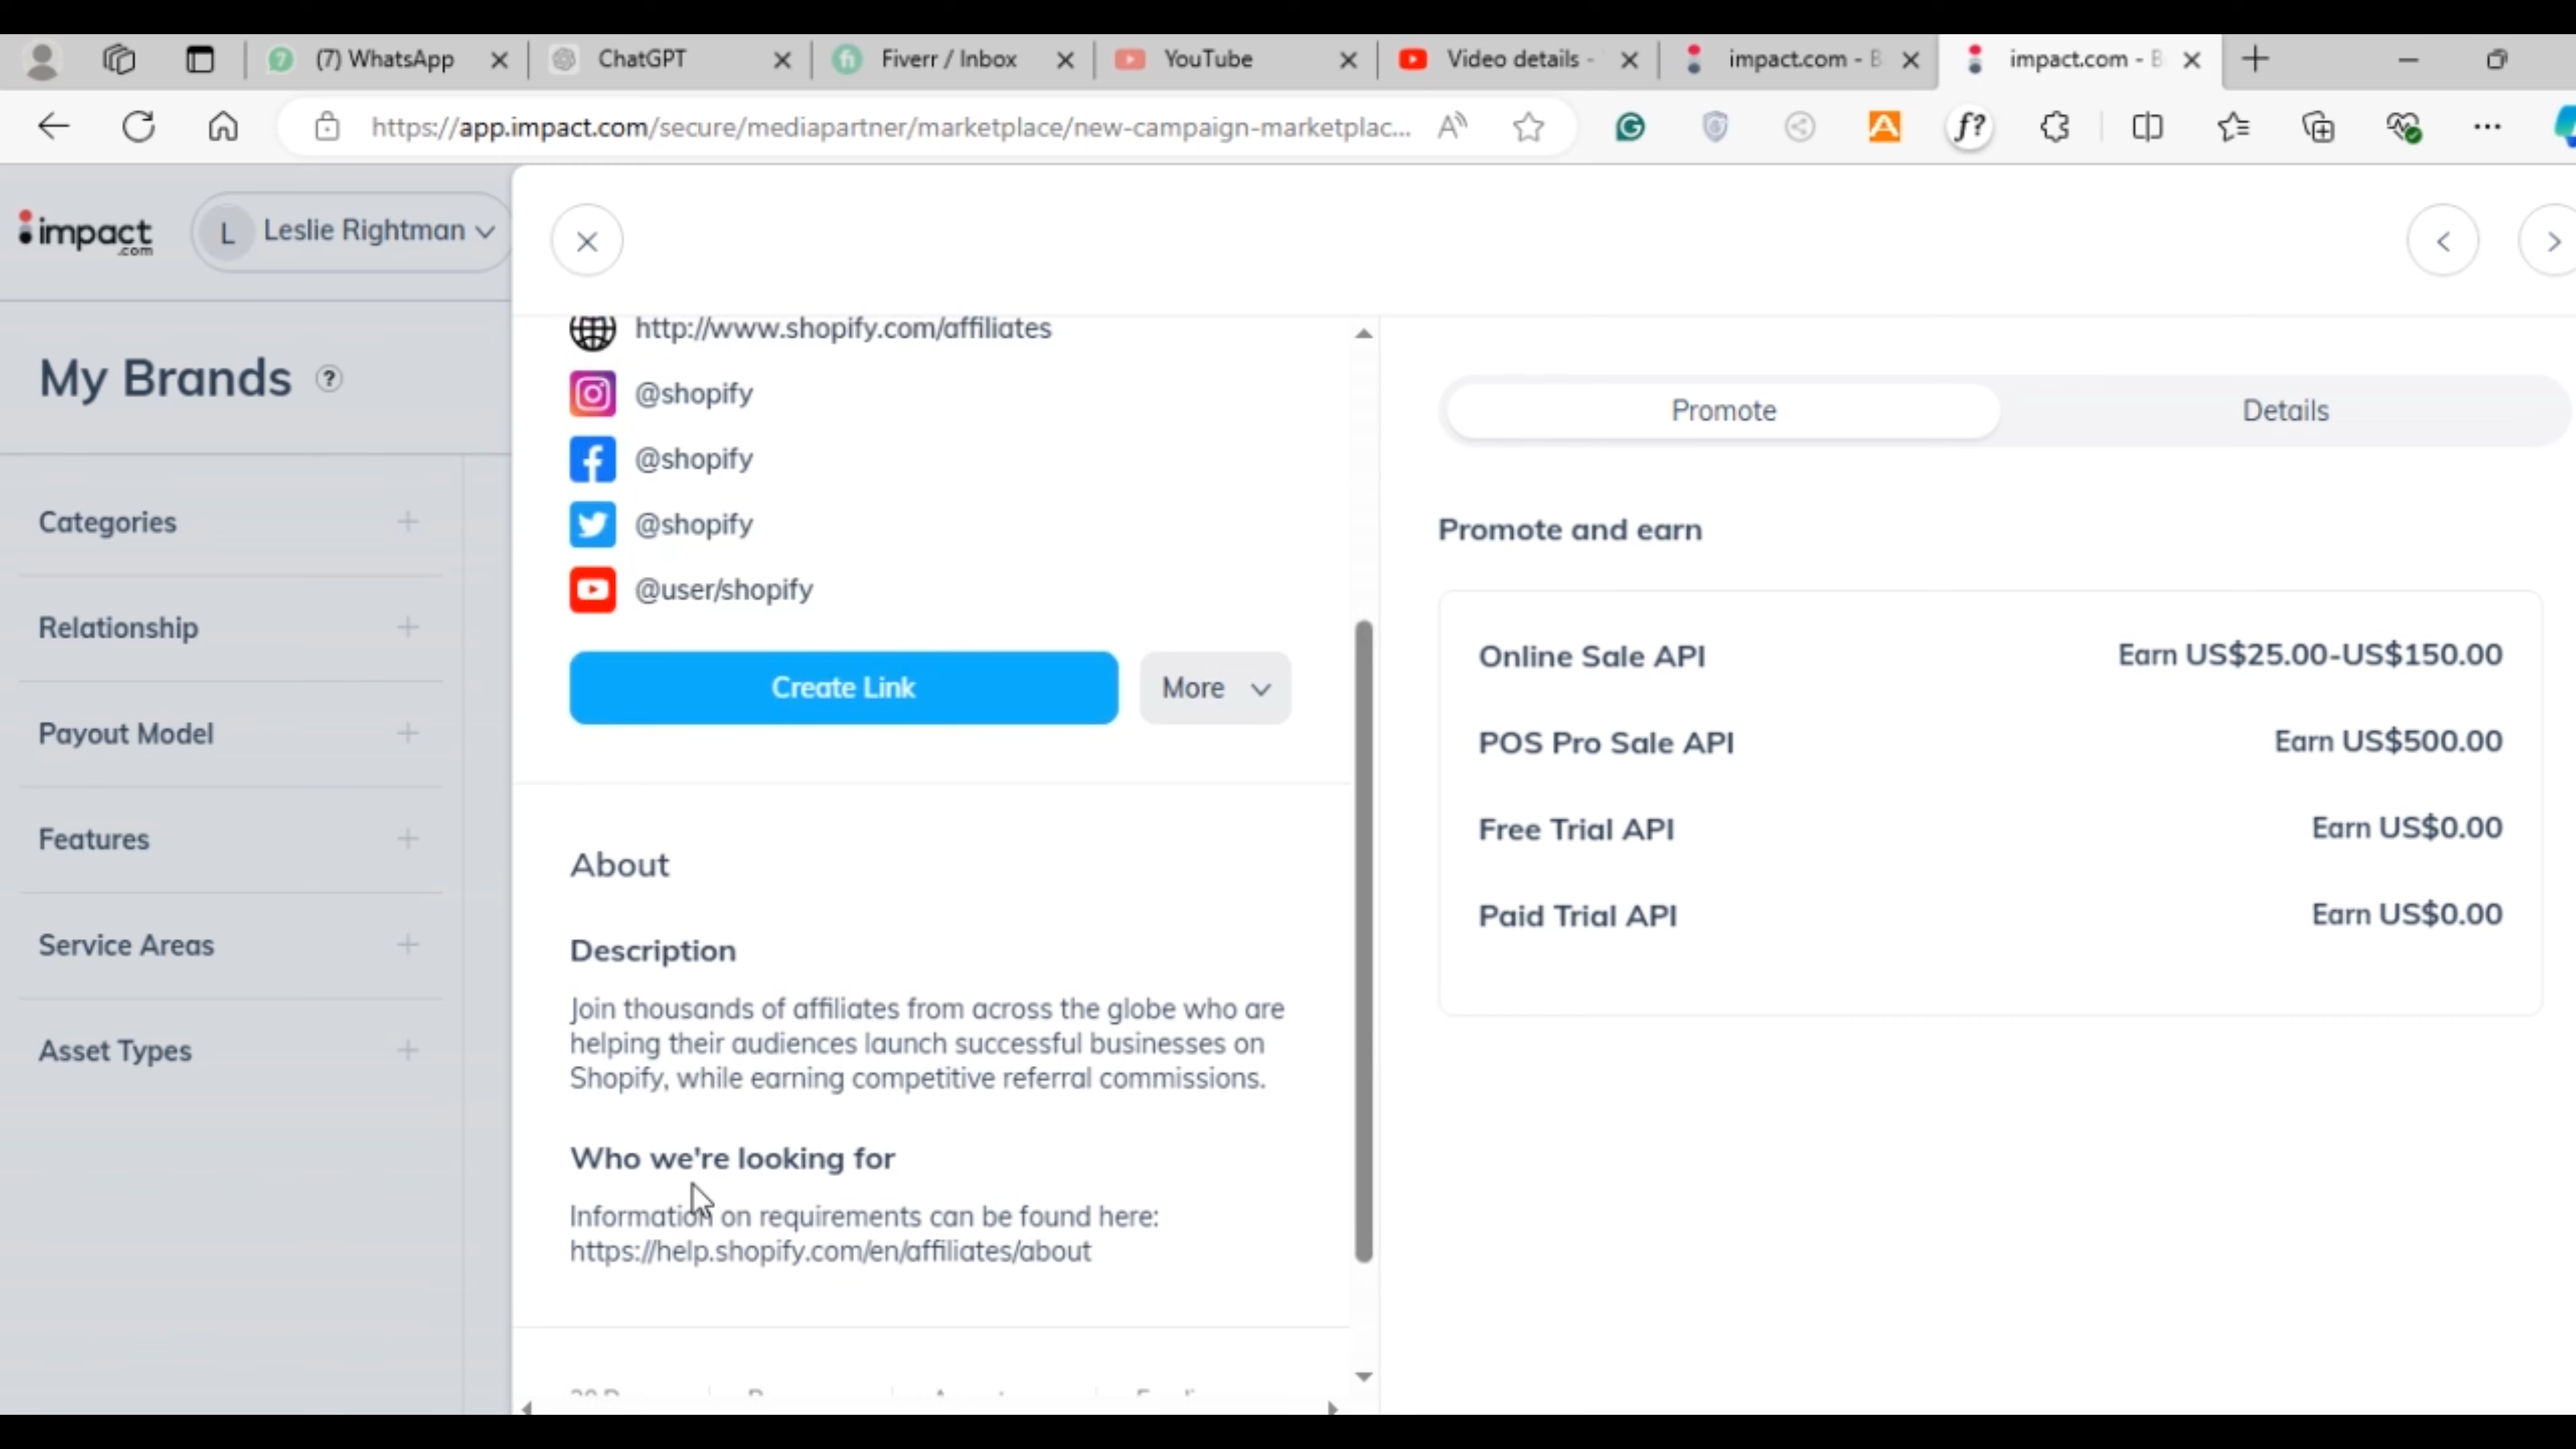 (7) WhatsApp
ChatGPT
Fiverr / Inbox
YouTube
Video details -
impact.com - B
impact.com - B
https://app.impact.com/secure/mediapartner/marketplace/new-campaign-marketplac...
impact
.com
L
Leslie Rightman
My Brands
Categories
Relationship
Payout Model
Features
Service Areas
Asset Types
http://www.shopify.com/affiliates
@shopify
@shopify
@shopify
@user/shopify
Create Link
More
About
Description
Join thousands of affiliates from across the globe who are
helping their audiences launch successful businesses on
Shopify, while earning competitive referral commissions.
Who we're looking for
Information on requirements can be found here:
https://help.shopify.com/en/affiliates/about
Promote
Details
Promote and earn
Online Sale API Earn US$25.00-US$150.00
POS Pro Sale API Earn US$500.00
Free Trial API Earn US$0.00
Paid Trial API Earn US$0.00